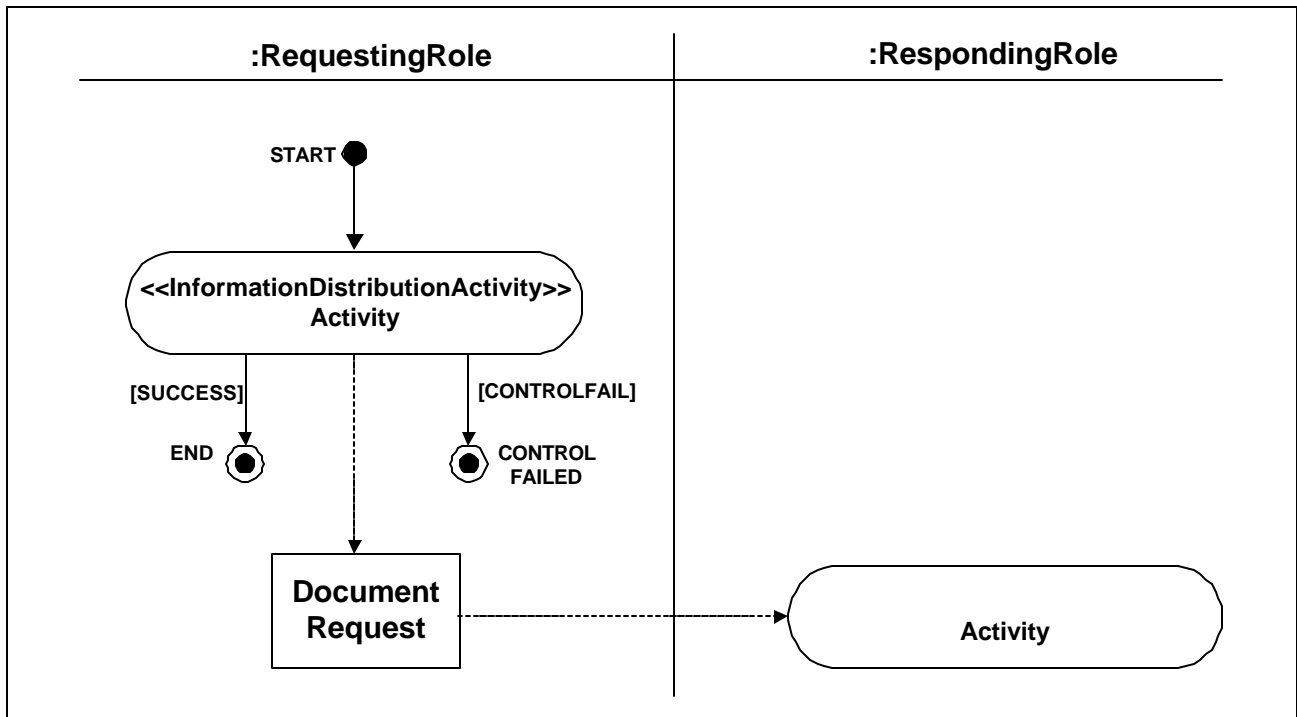 :RequestingRole
:RespondingRole
START
<<InformationDistributionActivity>>
Activity
[SUCCESS]
[CONTROLFAIL]
END
CONTROL
FAILED
Document
Request
Activity